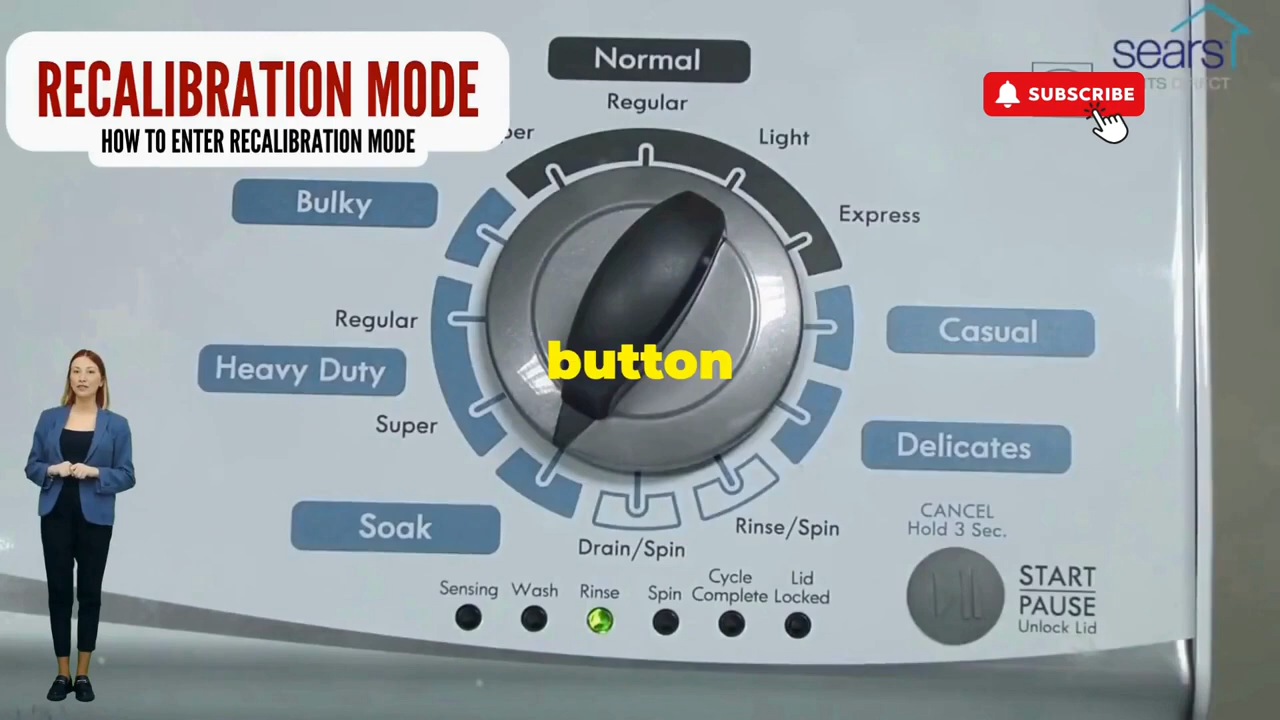 RECALIBRATION MODE
HOW TO ENTER RECALIBRATION MODE
sears
DIRECT
SUBSCRIBE
Normal
Regular
Light
Express
Bulky
Regular
Heavy Duty
Super
Casual
button
Delicates
Soak
Drain/Spin
Rinse/Spin
CANCEL
Hold 3 Sec.
START
PAUSE
Unlock Lid
Sensing
Wash
Rinse
Spin
Cycle
Complete
Lid
Locked